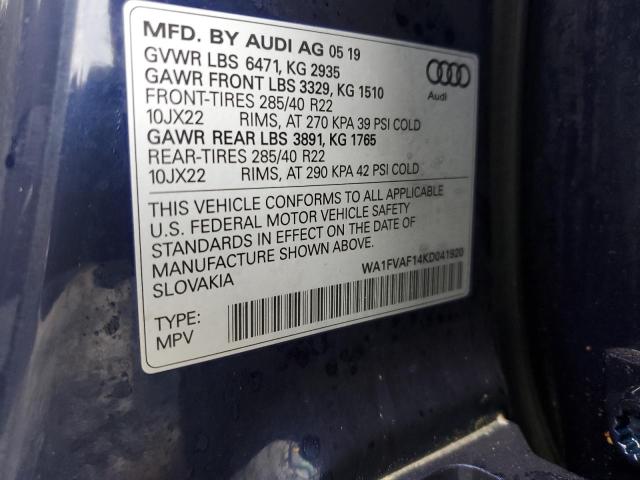 MFD. BY AUDI AG 05 19
GVWR LBS 6471, KG 2935
GAWR FRONT LBS 3329, KG 1510
FRONT-TIRES 285/40 R22
10JX22 RIMS, AT 270 KPA 39 PSI COLD
GAWR REAR LBS 3891, KG 1765
REAR-TIRES 285/40 R22
10JX22 RIMS, AT 290 KPA 42 PSI COLD
Audi
THIS VEHICLE CONFORMS TO ALL APPLICABLE
U.S. FEDERAL MOTOR VEHICLE SAFETY
STANDARDS IN EFFECT ON THE DATE OF
MANUFACTURE SHOWN ABOVE.
SLOVAKIA
WA1FVAF14KD041920
TYPE:
MPV